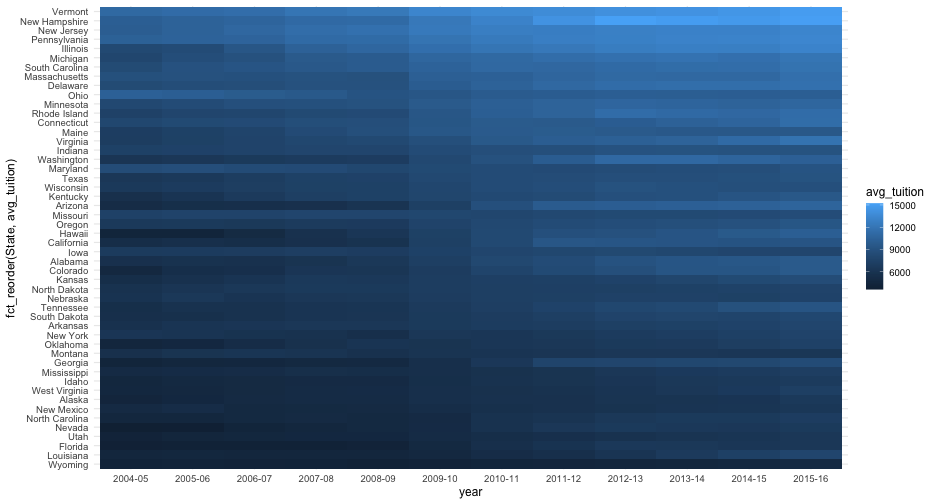 Vermont
New Hampshire
New Jersey
Pennsylvania
Illinois
Michigan
South Carolina
Massachusetts
Delaware
Ohio
Minnesota
Rhode Island
Connecticut
Maine
Virginia
Indiana
Washington
Maryland
Texas
Wisconsin
Kentucky
Arizona
Missouri
Oregon
Hawaii
California
Iowa
Alabama
Colorado
Kansas
North Dakota
Nebraska
Tennessee
South Dakota
Arkansas
New York
Oklahoma
Montana
Georgia
Mississippi
Idaho
West Virginia
Alaska
New Mexico
North Carolina
Nevada
Utah
Florida
Louisiana
Wyoming
fct_reorder(State, avg_tuition)
2004-05 2005-06 2006-07 2007-08 2008-09 2009-10 2010-11 2011-12 2012-13 2013-14 2014-15 2015-16
year
avg_tuition
15000
12000
9000
6000